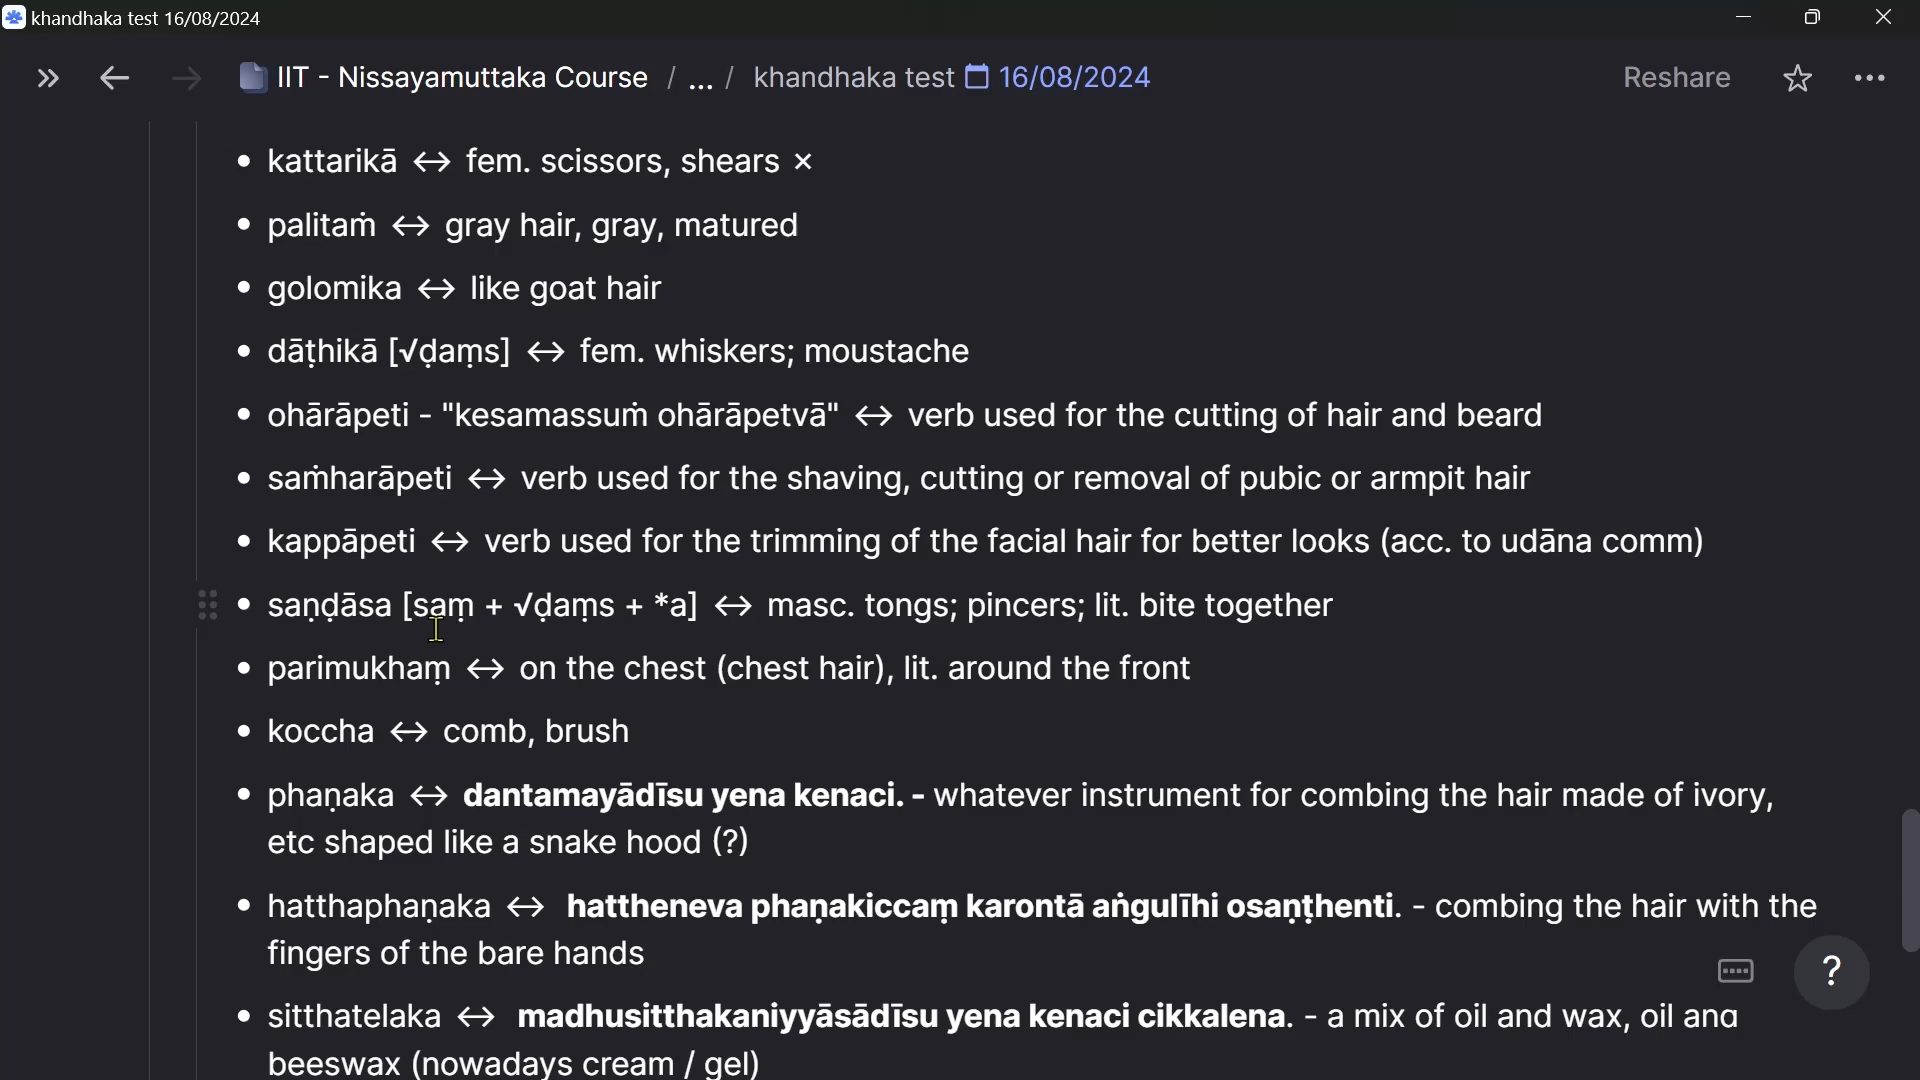 khandhaka test 16/08/2024
IIT - Nissayamuttaka Course / ... / khandhaka test 16/08/2024 Reshare
• kattarikā ↔ fem. scissors, shears ×
• palitaṁ ↔ gray hair, gray, matured
• golomika ↔ like goat hair
• dāṭhikā [√ḍaṃs] ↔ fem. whiskers; moustache
• ohārāpeti - "kesamassuṁ ohārāpetvā" ↔ verb used for the cutting of hair and beard
• saṁharāpeti ↔ verb used for the shaving, cutting or removal of pubic or armpit hair
• kappāpeti ↔ verb used for the trimming of the facial hair for better looks (acc. to udāna comm)
• saṇḍāsa [saṃ + √ḍaṃs + *a] ↔ masc. tongs; pincers; lit. bite together
• parimukhaṃ ↔ on the chest (chest hair), lit. around the front
• koccha ↔ comb, brush
• phaṇaka ↔ dantamayādīsu yena kenaci. - whatever instrument for combing the hair made of ivory,
etc shaped like a snake hood (?)
• hatthaphaṇaka ↔ hattheneva phaṇakiccaṃ karontā aṅgulīhi osaṇṭhenti. - combing the hair with the
fingers of the bare hands
?
• sitthatelaka ↔ madhusitthakaniyyāsādīsu yena kenaci cikkalena. - a mix of oil and wax, oil and
beeswax (nowadays cream / gel)